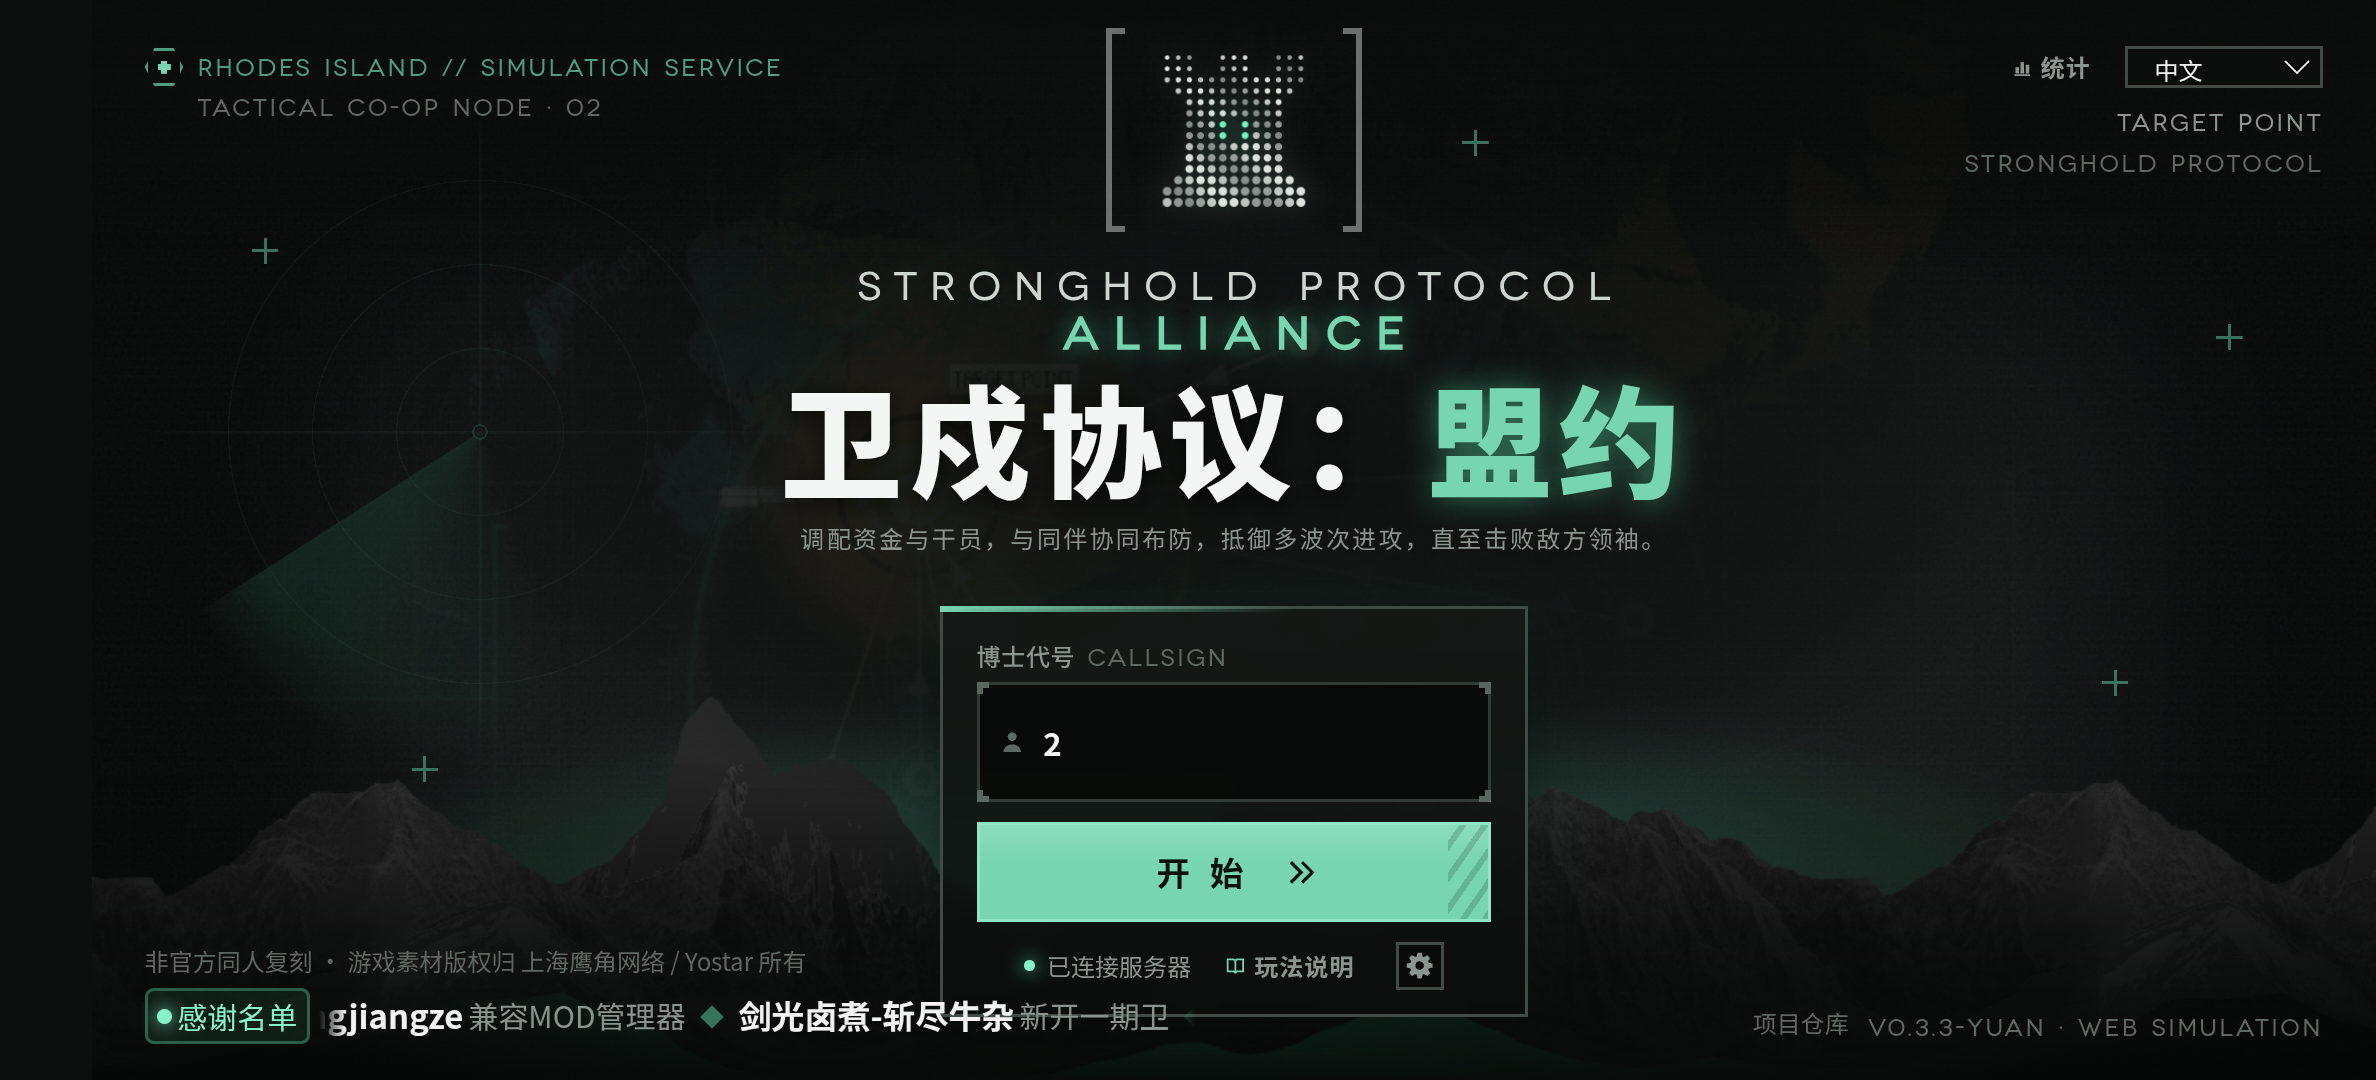 RHODES ISLAND // SIMULATION SERVICE
TACTICAL CO-OP NODE · 02
统计
中文
TARGET POINT
STRONGHOLD PROTOCOL
STRONGHOLD PROTOCOL
ALLIANCE
TARGET POINT
卫戍协议：盟约
调配资金与干员，与同伴协同布防，抵御多波次进攻，直至击败敌方领袖。
博士代号 CALLSIGN
2
开始
已连接服务器
玩法说明
非官方同人复刻 · 游戏素材版权归 上海鹰角网络 / Yostar 所有
感谢名单
gjiangze 兼容MOD管理器 ◆ 剑光卤煮-斩尽牛杂 新开一期卫
项目仓库 V0.3.3-YUAN · WEB SIMULATION